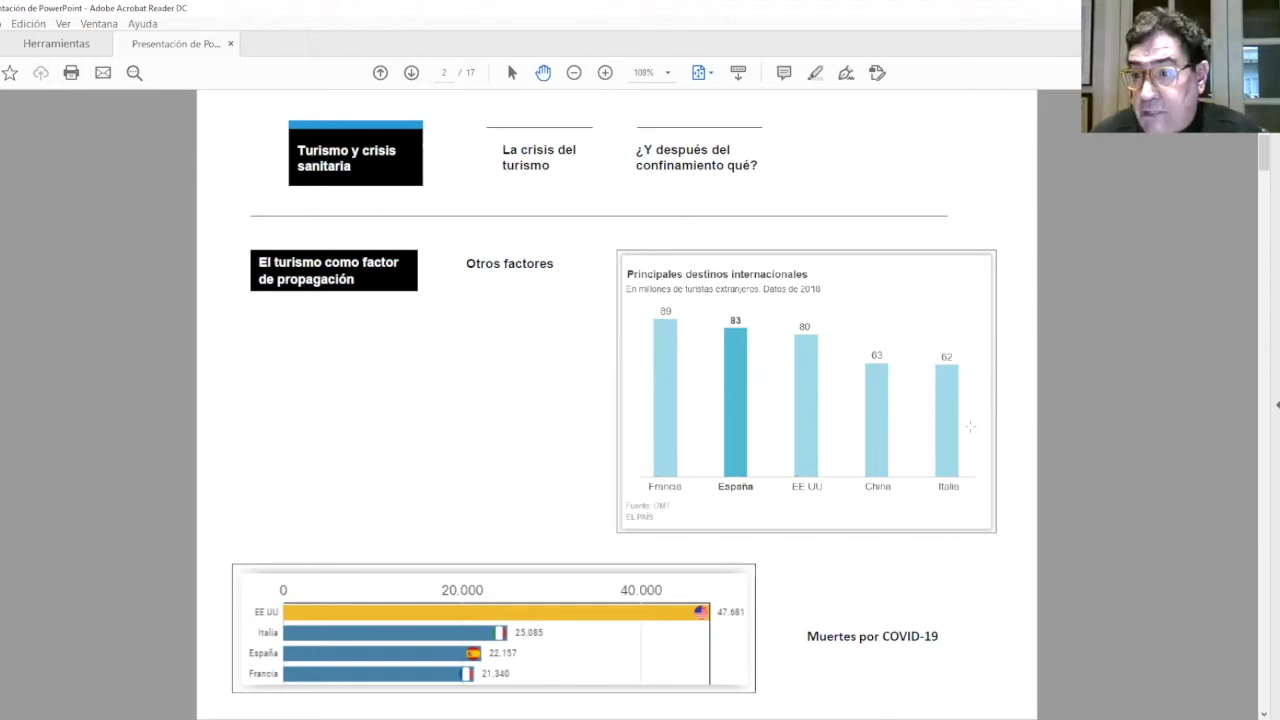 ntación de PowerPoint - Adobe Acrobat Reader DC
Edición Ver Ventana Ayuda
Herramientas
Presentación de Po... ×
2 / 17
108%
Turismo y crisis
sanitaria
La crisis del
turismo
¿Y después del
confinamiento qué?
El turismo como factor
de propagación
Otros factores
Principales destinos internacionales
En millones de turistas extranjeros. Datos de 2018
89
83
80
63
62
Francia
España
EE UU
China
Italia
Fuente: OMT
EL PAÍS
0
20.000
40.000
EE UU
47.681
Italia
25.085
España
22.157
Francia
21.340
Muertes por COVID-19